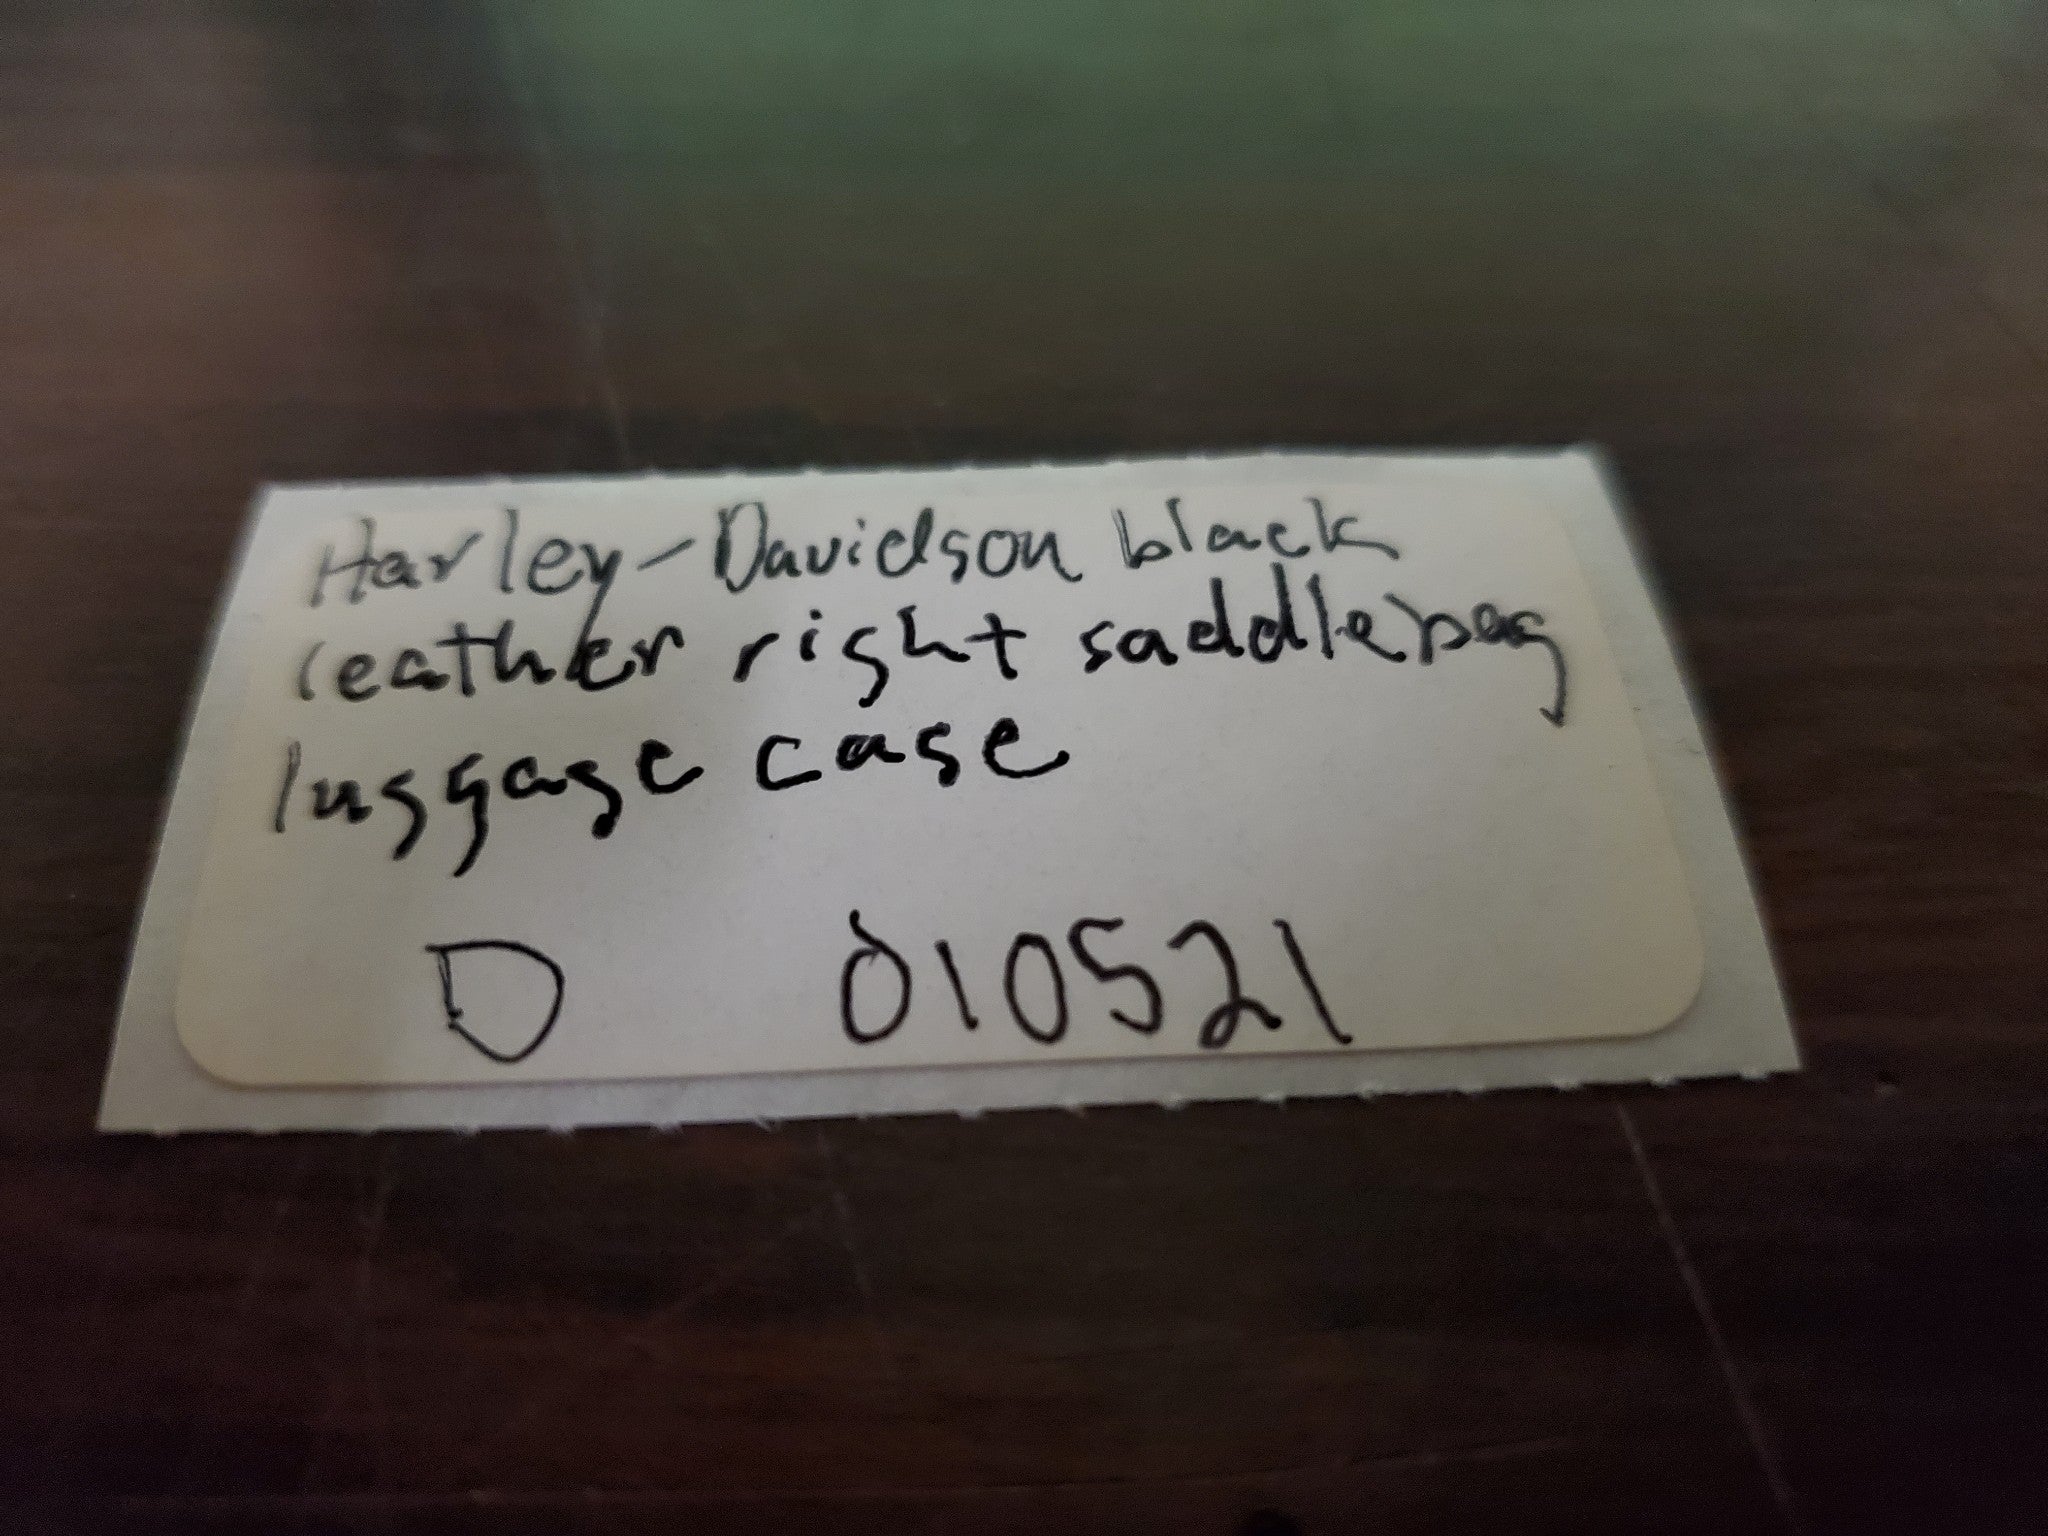 Harley-Davidson black
leather right saddlebag
luggage case
D 010521